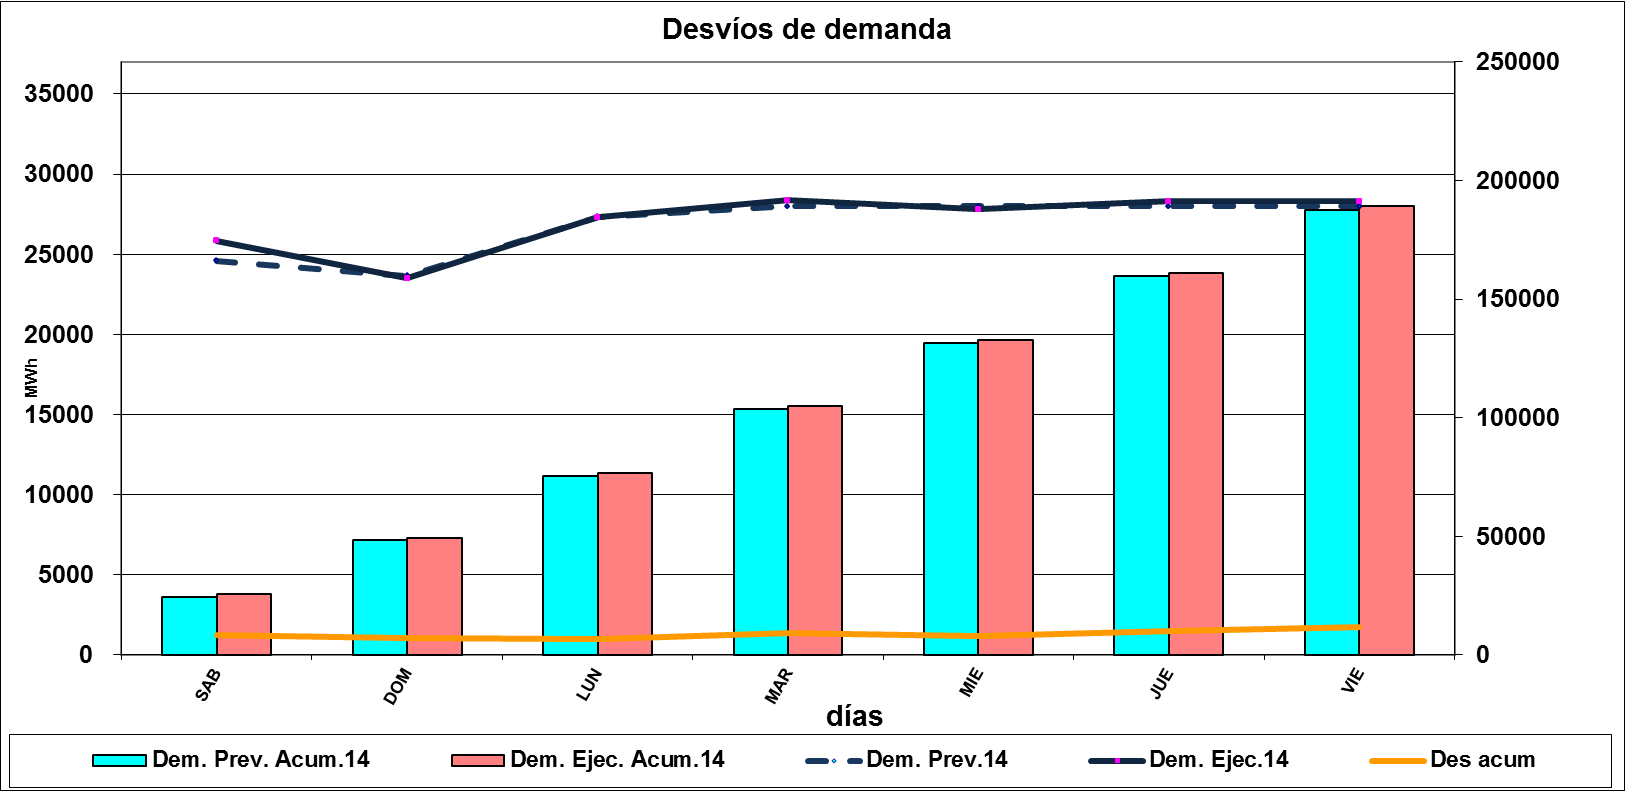 Desvíos de demanda
35000
30000
25000
20000
15000
10000
5000
0
MWh
250000
200000
150000
100000
50000
0
SAB
DOM
LUN
MAR
MIE
JUE
VIE
días
Dem. Prev. Acum.14
Dem. Ejec. Acum.14
Dem. Prev.14
Dem. Ejec.14
Des acum